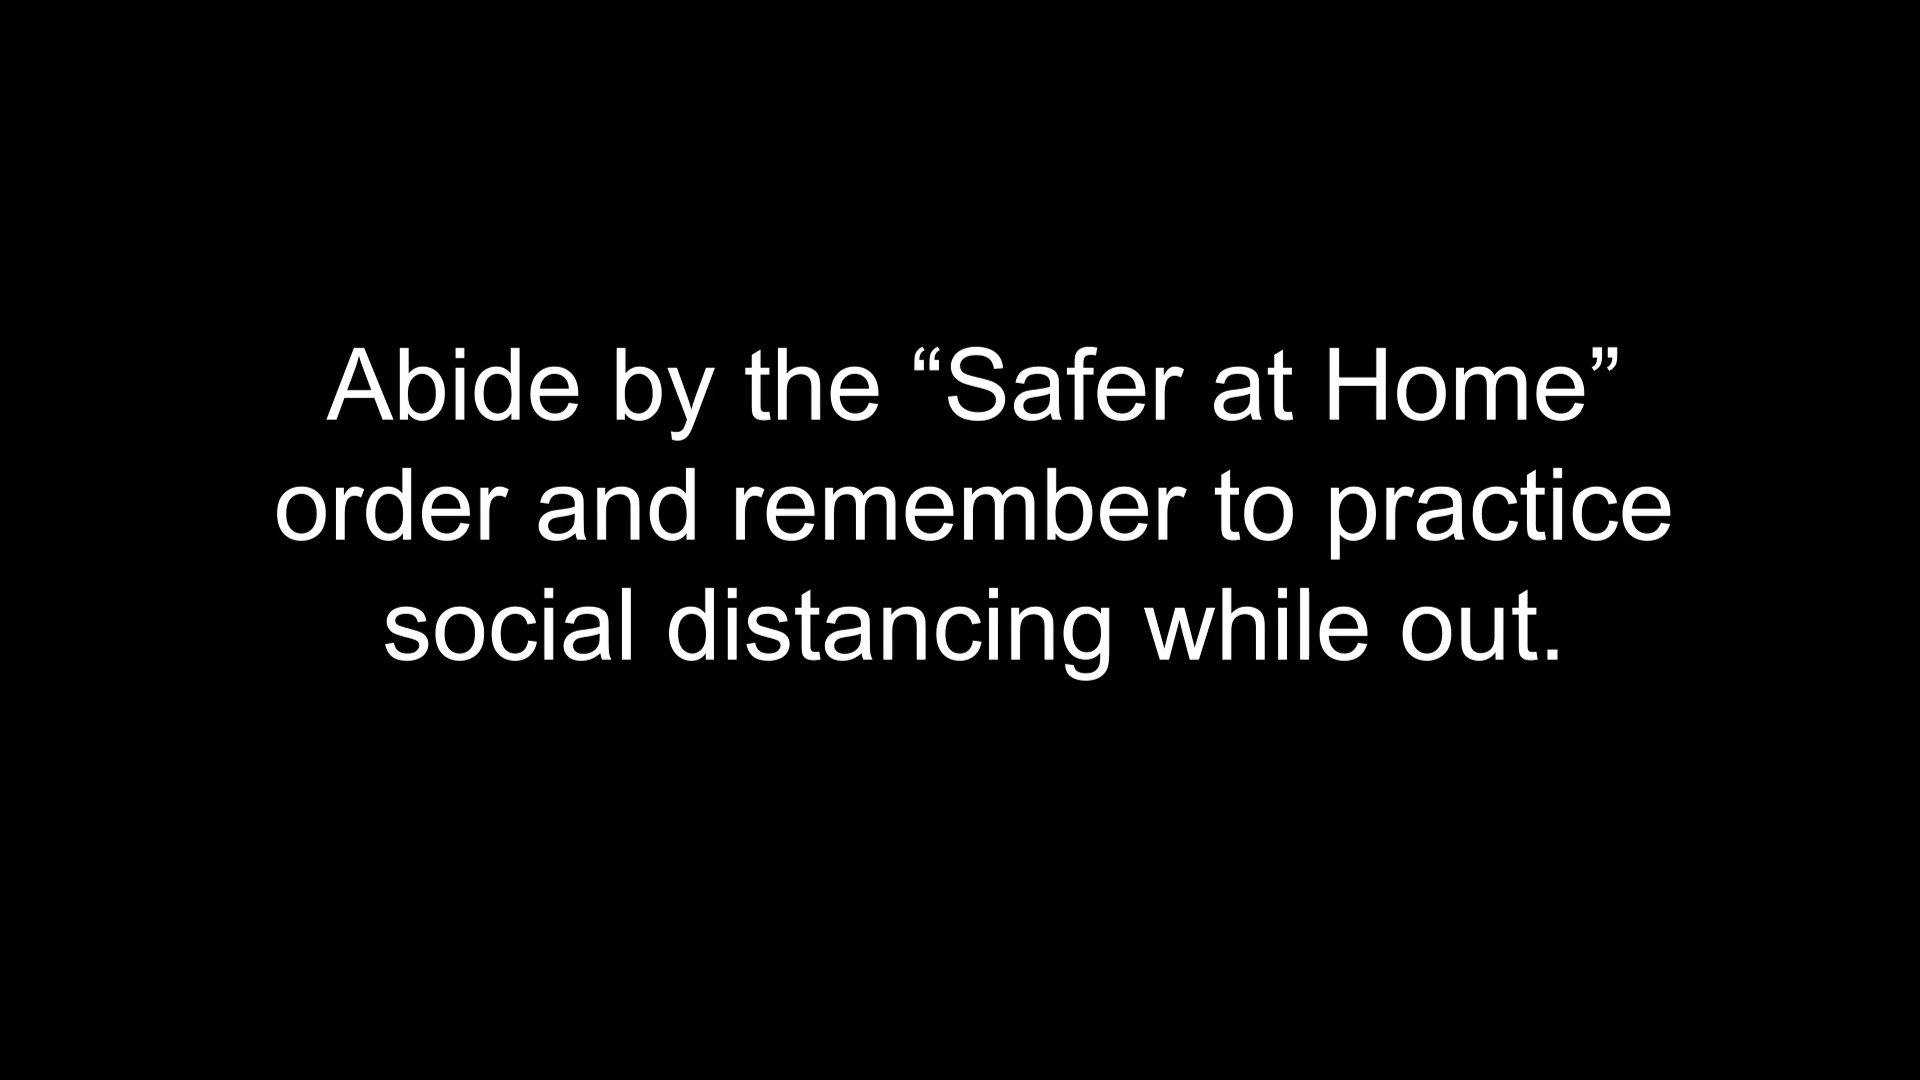 Abide by the “Safer at Home”
order and remember to practice
social distancing while out.